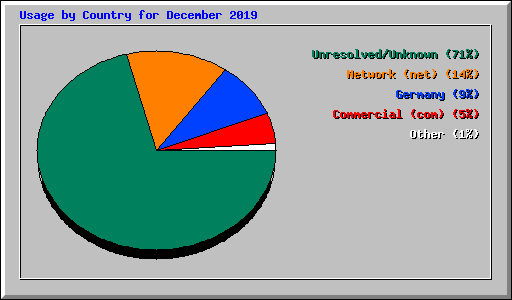 Usage by Country for December 2019
Unresolved/Unknown (71%)
Network (net) (14%)
Germany (9%)
Commercial (com) (5%)
Other (1%)